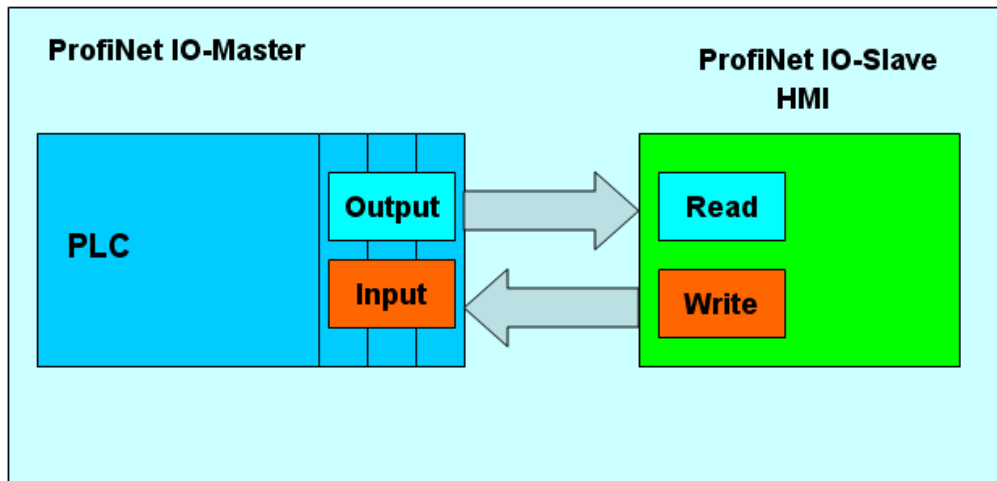 ProfiNet IO-Master
ProfiNet IO-Slave
HMI
PLC
Output
Input
Read
Write